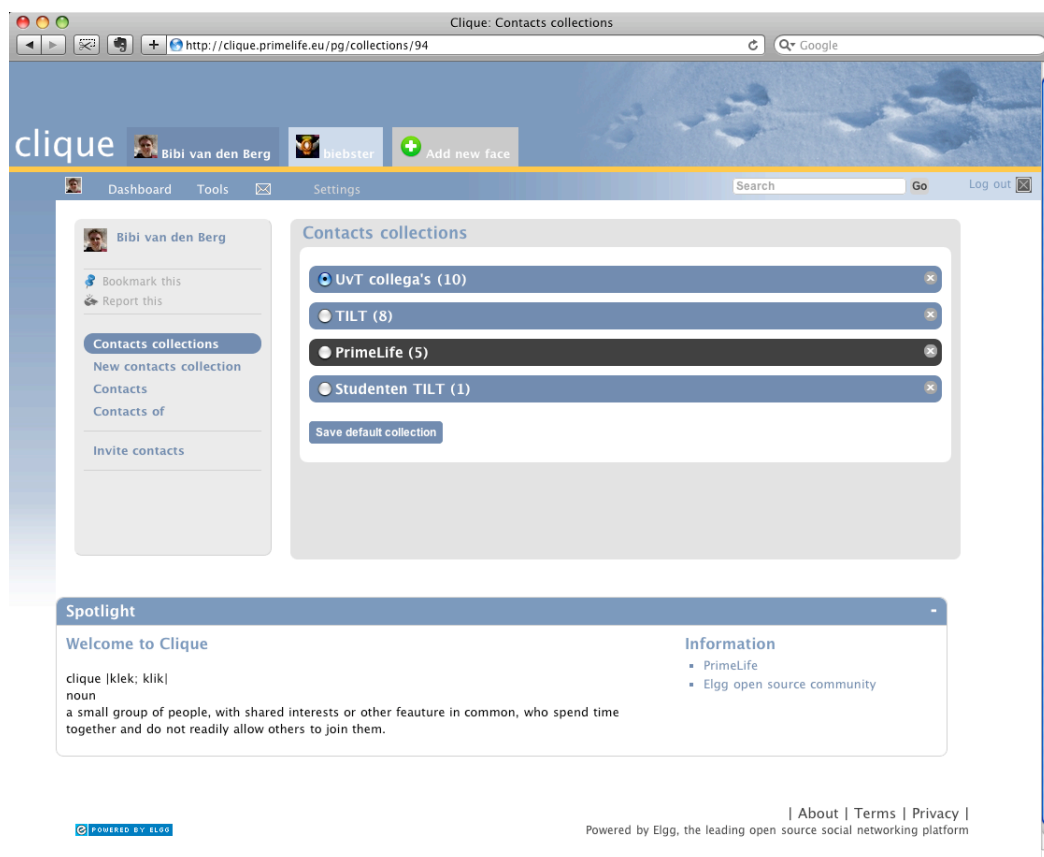 Clique: Contacts collections
http://clique.primelife.eu/pg/collections/94
Google
clique
Bibi van den Berg
biebster
Add new face
Dashboard Tools Settings
Search
Go
Log out
Bibi van den Berg
Bookmark this
Report this
Contacts collections
New contacts collection
Contacts
Contacts of
Invite contacts
Contacts collections
UvT collega's (10)
TILT (8)
PrimeLife (5)
Studenten TILT (1)
Save default collection
Spotlight
-
Welcome to Clique
clique |klek; klik|
noun
a small group of people, with shared interests or other feauture in common, who spend time
together and do not readily allow others to join them.
Information
PrimeLife
Elgg open source community
POWERED BY ELGG
| About | Terms | Privacy |
Powered by Elgg, the leading open source social networking platform